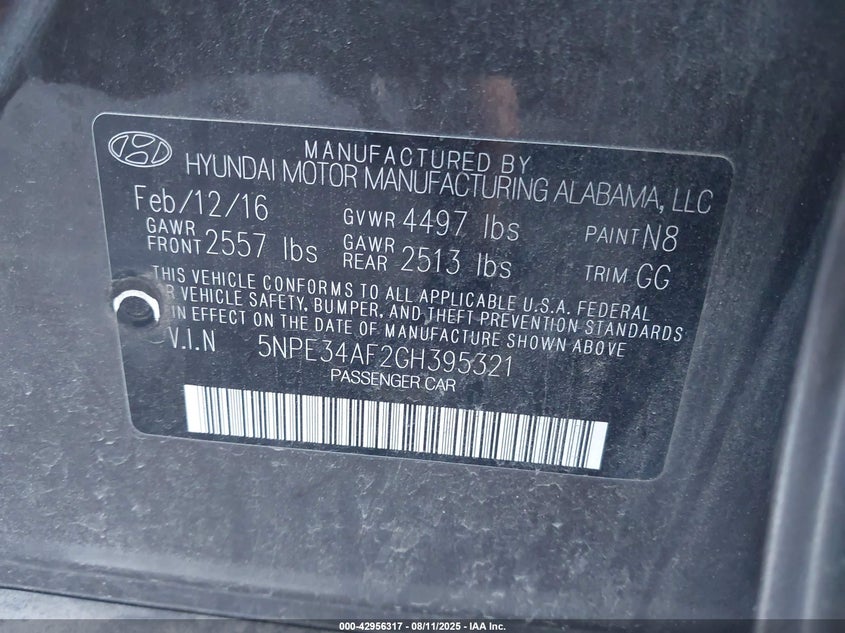 MANUFACTURED BY
HYUNDAI MOTOR MANUFACTURING ALABAMA, LLC
Feb/12/16 GVWR 4497 lbs PAINT N8
GAWR FRONT 2557 lbs GAWR REAR 2513 lbs TRIM GG
THIS VEHICLE CONFORMS TO ALL APPLICABLE U.S.A. FEDERAL
R VEHICLE SAFETY, BUMPER, AND THEFT PREVENTION STANDARDS
IN EFFECT ON THE DATE OF MANUFACTURE SHOWN ABOVE
V.I.N 5NPE34AF2GH395321
PASSENGER CAR
000-42956317 - 08/11/2025 - IAA Inc.